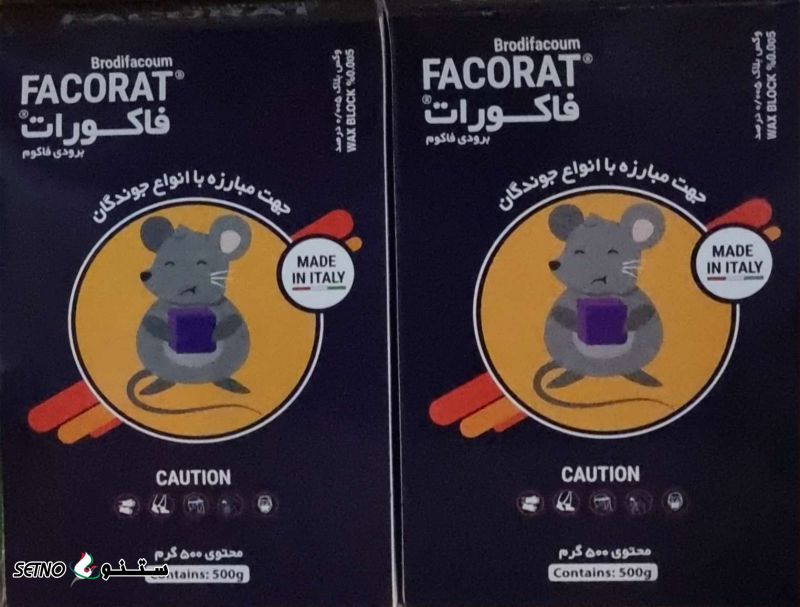 Brodifacoum
FACORAT®
فاکورات®
برودی فاکوم
وکس بلاک ۰/۰۰۵ درصد
WAX BLOCK %0.005
جهت مبارزه با انواع جوندگان
MADE
IN ITALY
CAUTION
محتوی ۵۰۰ گرم
Contains: 500g
Brodifacoum
FACORAT®
فاکورات®
برودی فاکوم
وکس بلاک ۰/۰۰۵ درصد
WAX BLOCK %0.005
جهت مبارزه با انواع جوندگان
MADE
IN ITALY
CAUTION
محتوی ۵۰۰ گرم
Contains: 500g
SETNO ستنو